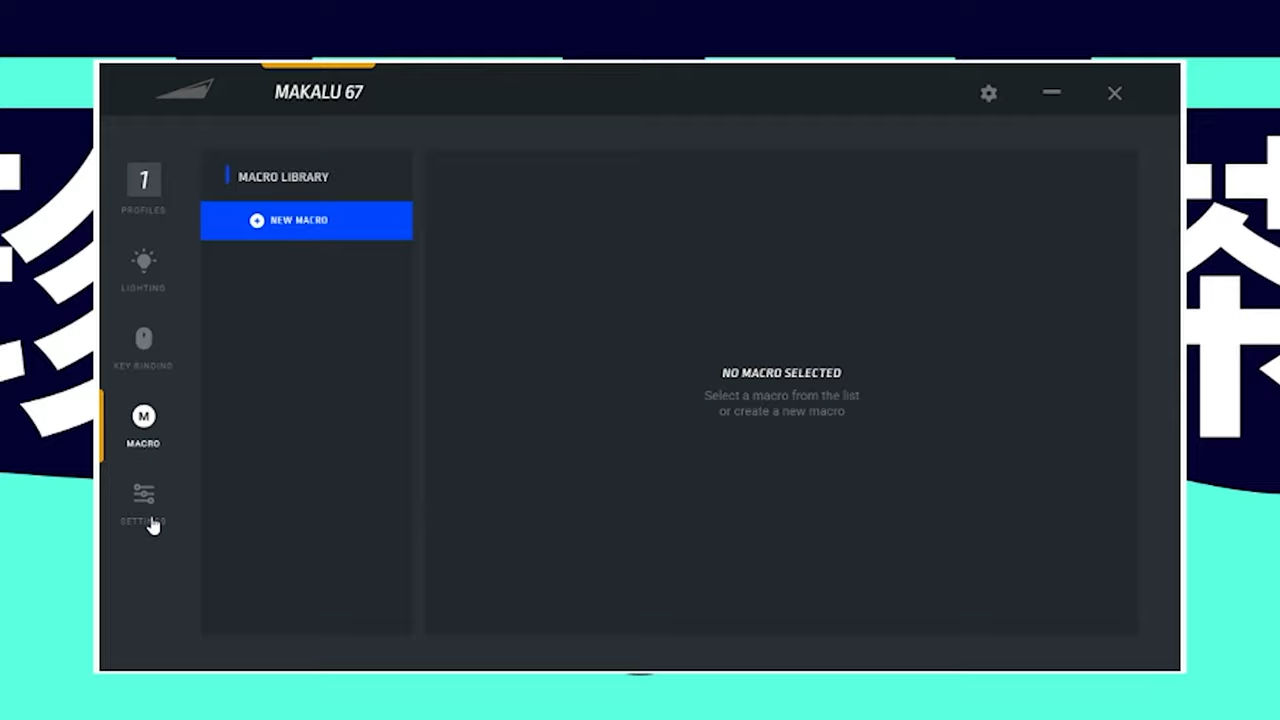 MAKALU 67
1
PROFILES
LIGHTING
KEY BINDING
M
MACRO
SETTINGS
MACRO LIBRARY
NEW MACRO
NO MACRO SELECTED
Select a macro from the list
or create a new macro